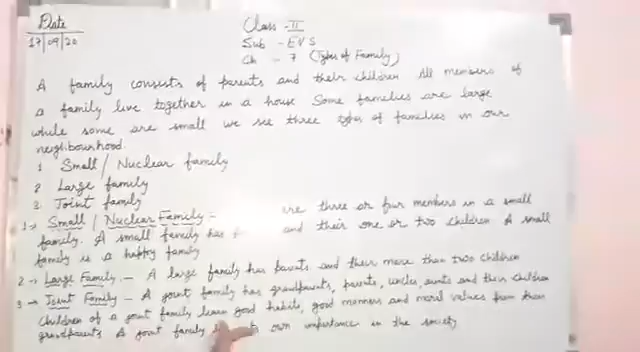 Date
17/09/20
Class - II
Sub - EVS
Ch - 7 (Types of Family)
A family consists of parents and their children All members of
a family live together in a house Some families are large
while some are small we see three types of families in our
neighbourhood.
1 Small / Nuclear family
2 Large family
3 Joint family
1 → Small / Nuclear Family = are three or four members in a small
family. A small family has and their one or two children A small
family is a happy family
2 → Large Family. - A large family has parents and their more than two children
3 → Joint Family - A joint family has grandparents, parents, uncles, aunts and their children
Children of a joint family learn good habits, good manners and moral values from their
grandparents A joint family own importance in the society